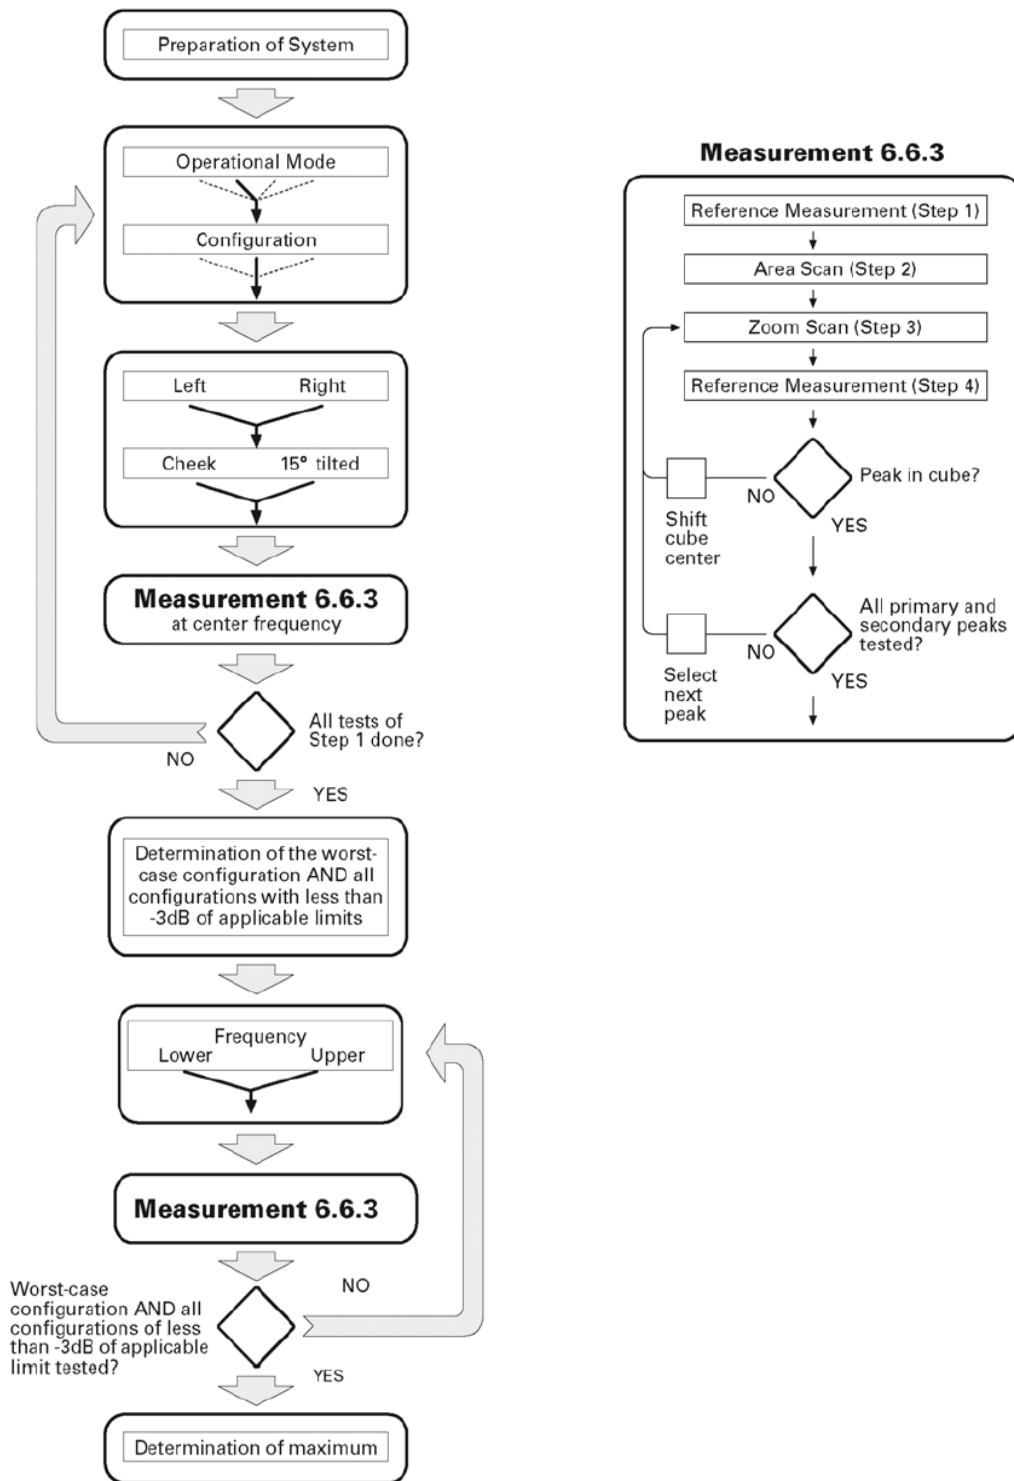 Preparation of System
Operational Mode
Configuration
Left Right
Cheek 15° tilted
Measurement 6.6.3
at center frequency
All tests of
Step 1 done?
NO
YES
Determination of the worst-
case configuration AND all
configurations with less than
-3dB of applicable limits
Frequency
Lower Upper
Measurement 6.6.3
NO
Worst-case
configuration AND all
configurations of less
than -3dB of applicable
limit tested?
YES
Determination of maximum
Measurement 6.6.3
Reference Measurement (Step 1)
Area Scan (Step 2)
Zoom Scan (Step 3)
Reference Measurement (Step 4)
Peak in cube?
NO
YES
Shift
cube
center
All primary and
secondary peaks
tested?
NO
YES
Select
next
peak